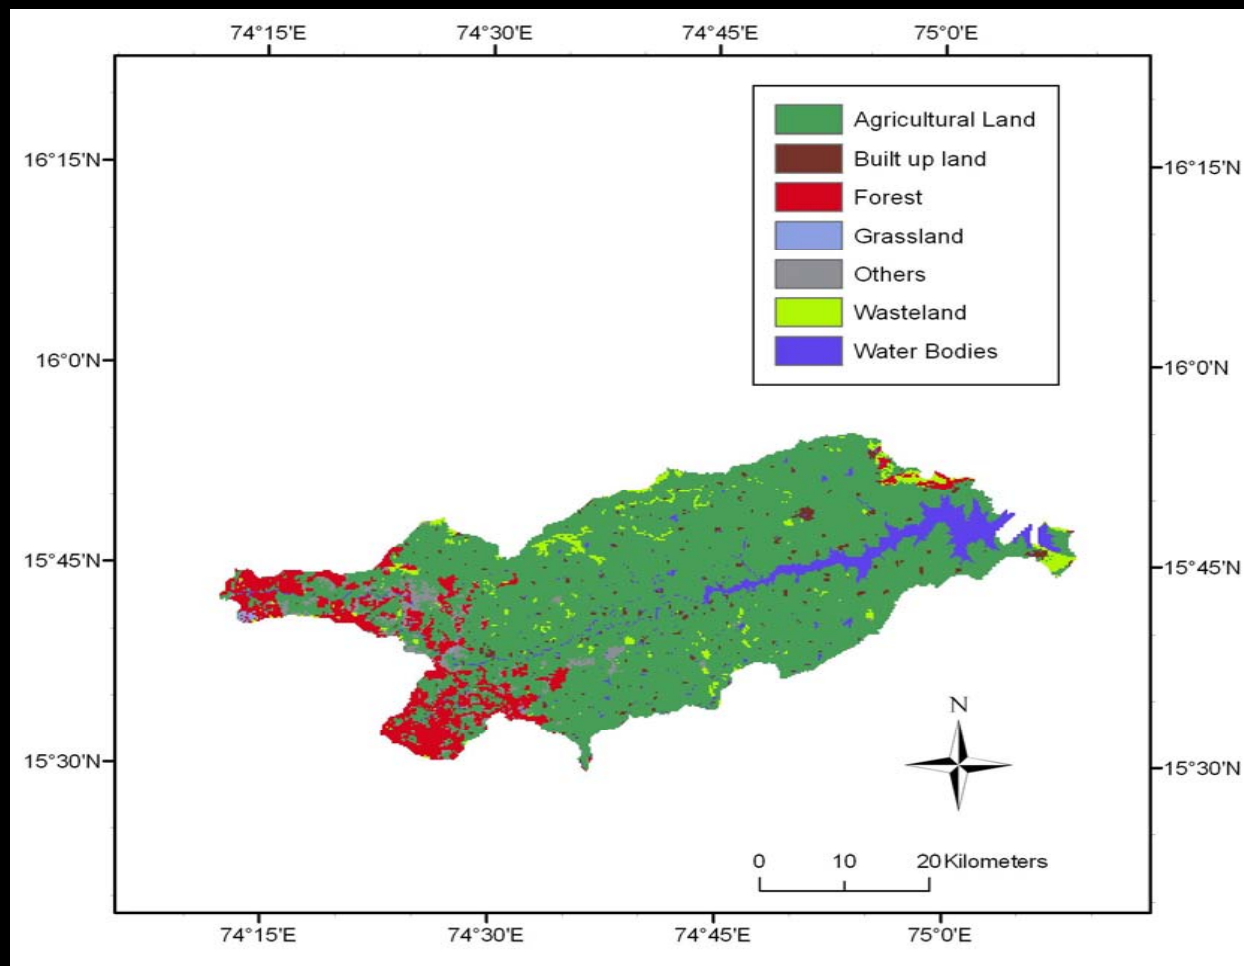 74°15'E 74°30'E 74°45'E 75°0'E
Agricultural Land
Built up land
16°15'N 16°15'N
Forest
Grassland
Others
Wasteland
Water Bodies
16°0'N 16°0'N
15°45'N 15°45'N
N
15°30'N 15°30'N
0 10 20 Kilometers
74°15'E 74°30'E 74°45'E 75°0'E